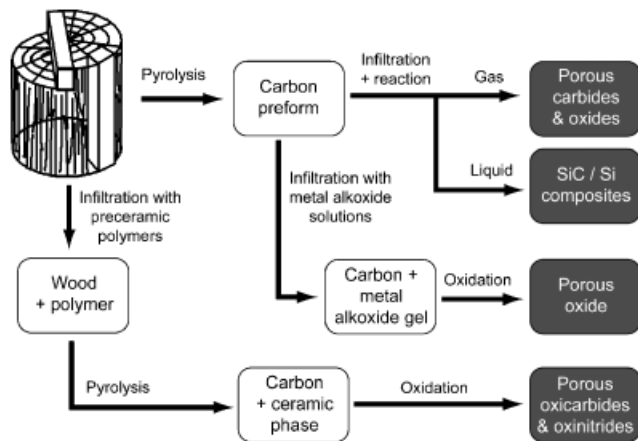 Pyrolysis
Carbon
preform
Infiltration
+ reaction
Gas
Porous
carbides
& oxides
Liquid
SiC / Si
composites
Infiltration with
preceramic
polymers
Infiltration with
metal alkoxide
solutions
Wood
+ polymer
Carbon +
metal
alkoxide gel
Oxidation
Porous
oxide
Pyrolysis
Carbon
+ ceramic
phase
Oxidation
Porous
oxicarbides
& oxinitrides